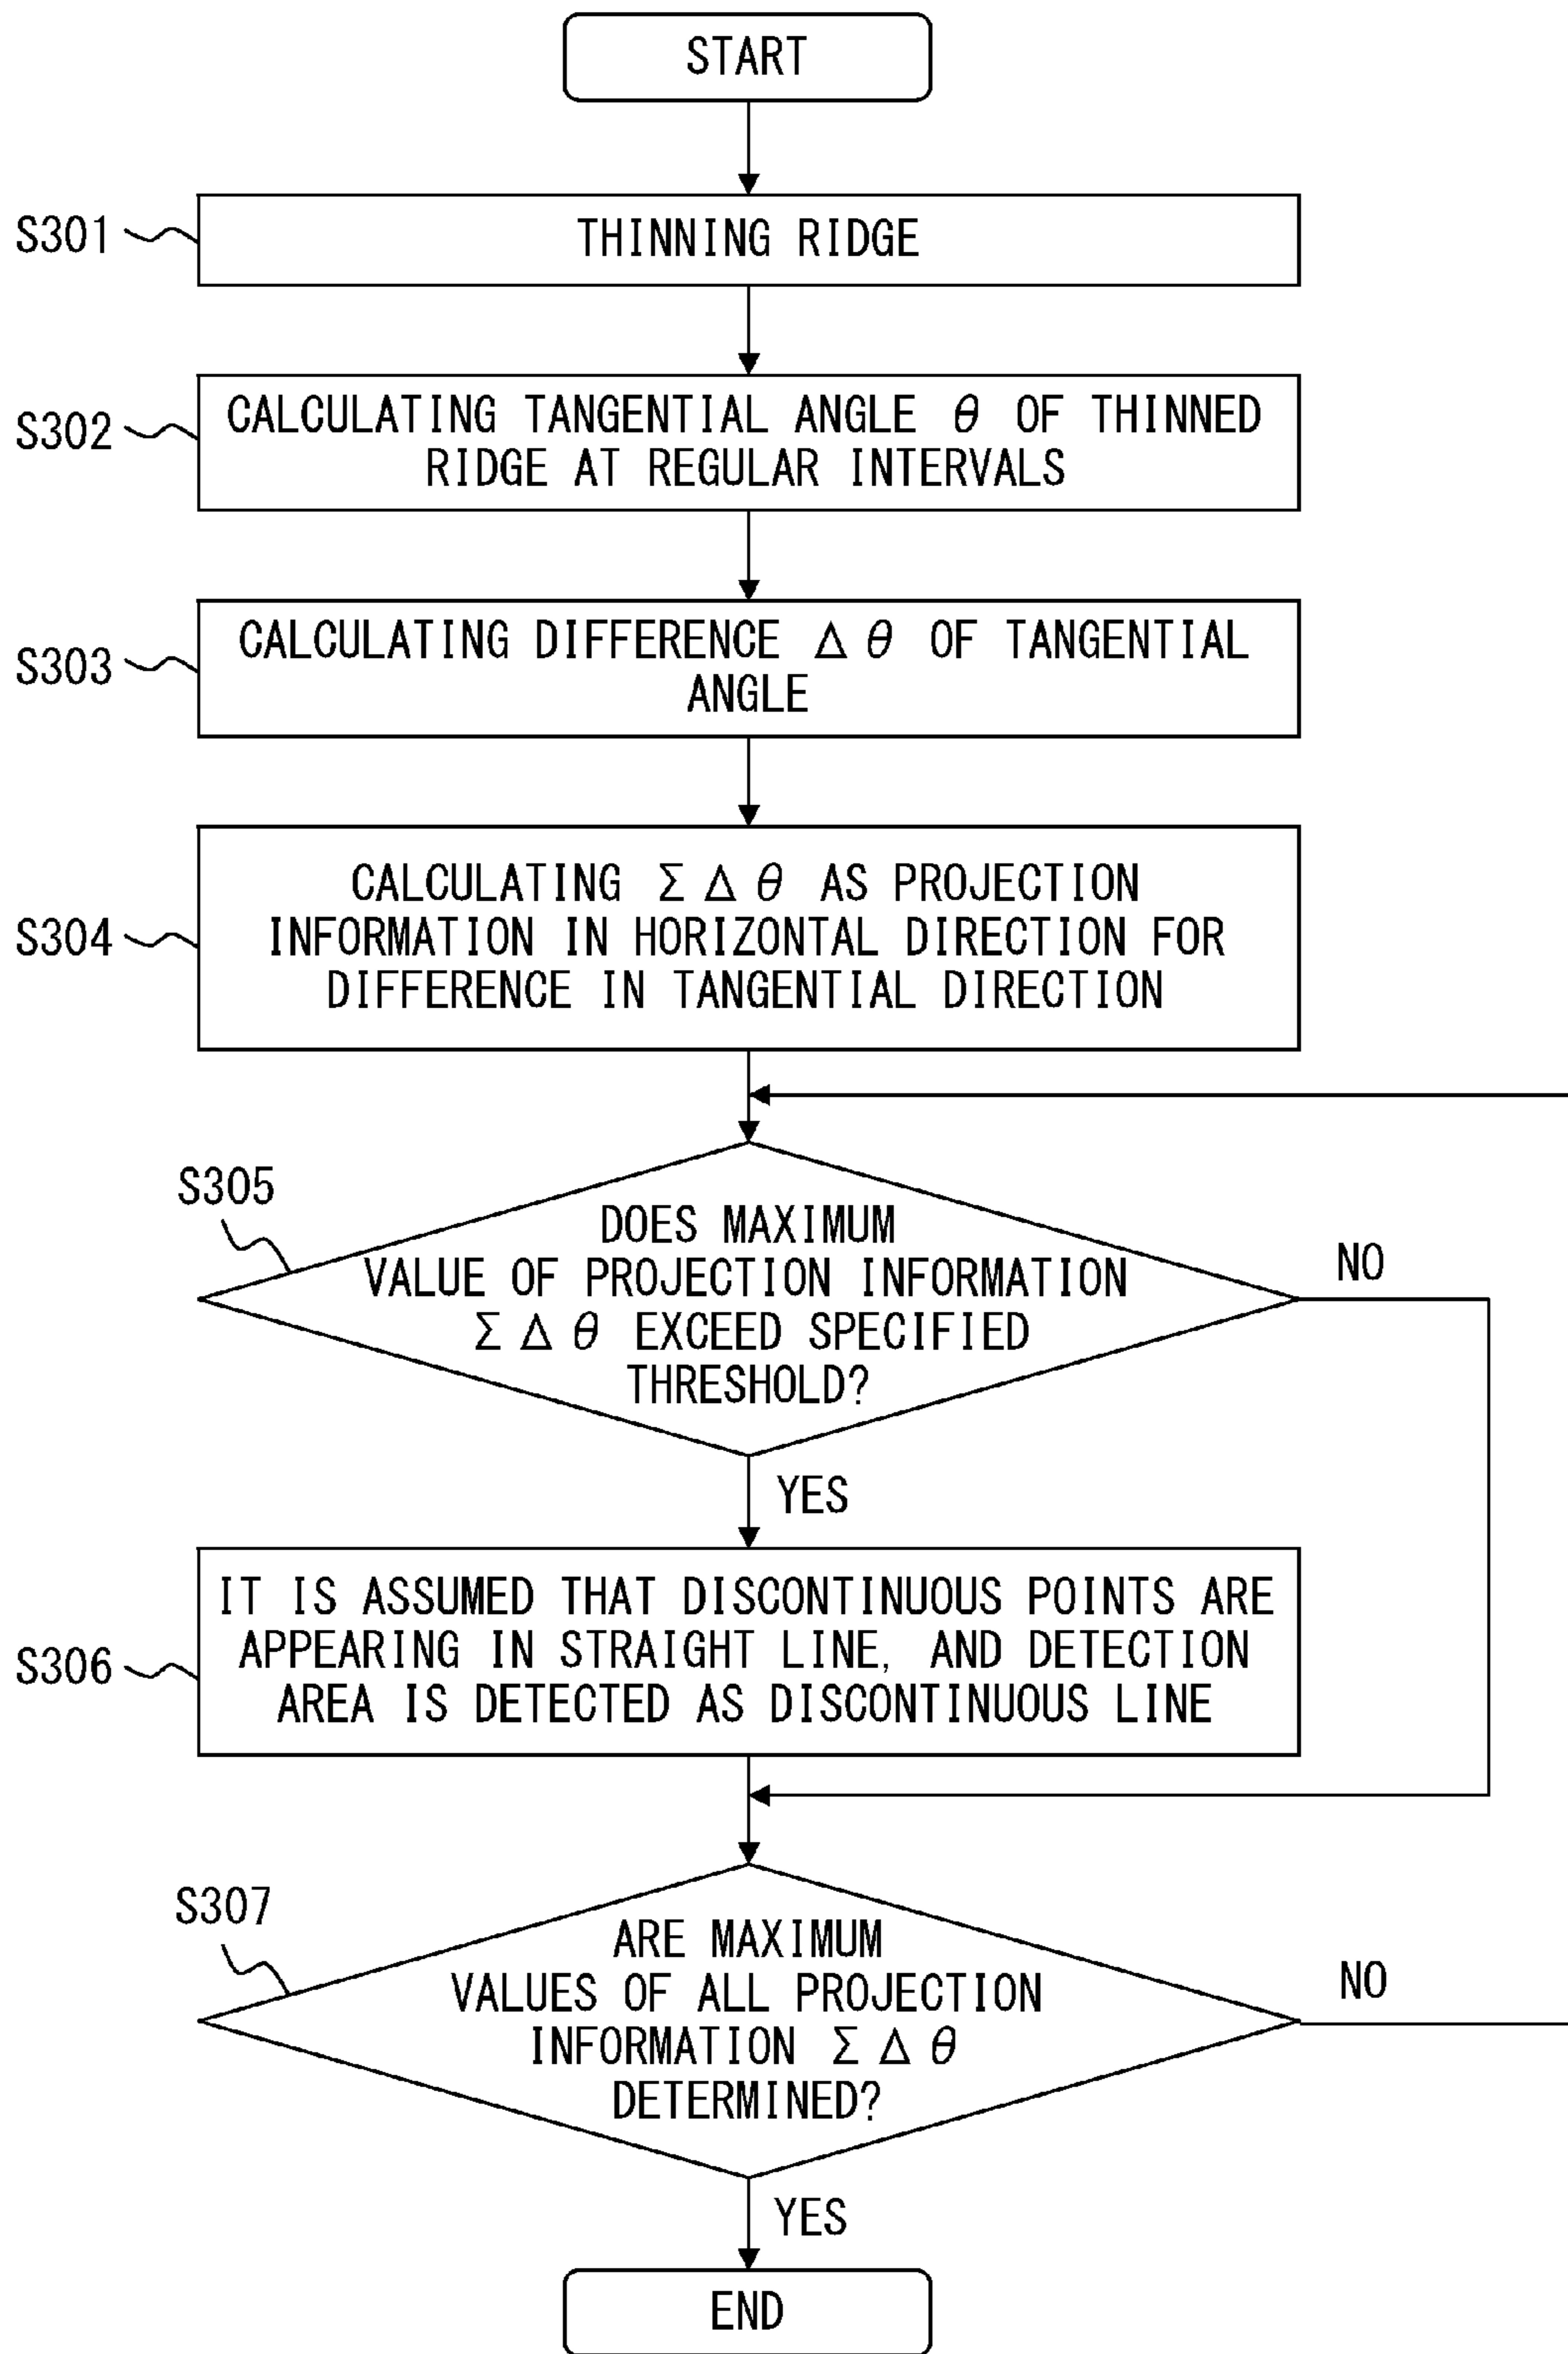 START
S301
THINNING RIDGE
S302
CALCULATING TANGENTIAL ANGLE θ OF THINNED
RIDGE AT REGULAR INTERVALS
S303
CALCULATING DIFFERENCE Δ θ OF TANGENTIAL
ANGLE
S304
CALCULATING Σ Δ θ AS PROJECTION
INFORMATION IN HORIZONTAL DIRECTION FOR
DIFFERENCE IN TANGENTIAL DIRECTION
S305
DOES MAXIMUM
VALUE OF PROJECTION INFORMATION
Σ Δ θ EXCEED SPECIFIED
THRESHOLD?
NO
YES
S306
IT IS ASSUMED THAT DISCONTINUOUS POINTS ARE
APPEARING IN STRAIGHT LINE, AND DETECTION
AREA IS DETECTED AS DISCONTINUOUS LINE
S307
ARE MAXIMUM
VALUES OF ALL PROJECTION
INFORMATION Σ Δ θ
DETERMINED?
NO
YES
END